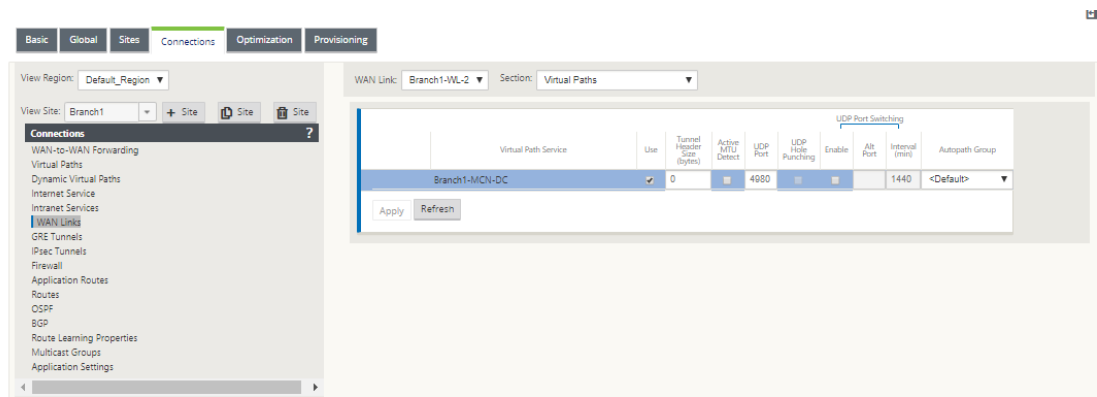 Basic Global Sites Connections Optimization Provisioning
View Region: Default_Region
View Site: Branch1 + Site Site Site
Connections ?
WAN-to-WAN Forwarding
Virtual Paths
Dynamic Virtual Paths
Internet Service
Intranet Services
WAN Links
GRE Tunnels
IPsec Tunnels
Firewall
Application Routes
Routes
OSPF
BGP
Route Learning Properties
Multicast Groups
Application Settings
WAN Link: Branch1-WL-2 Section: Virtual Paths
UDP Port Switching
Virtual Path Service Use Tunnel Header Size (bytes) Active MTU Detect UDP Port UDP Hole Punching Enable Alt Port Interval (min) Autopath Group
Branch1-MCN-DC 0 4980 1440 <Default>
Apply Refresh